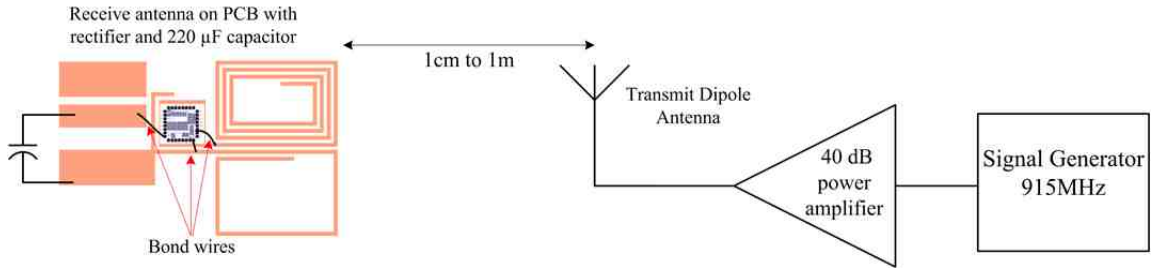 Receive antenna on PCB with
rectifier and 220 µF capacitor
1cm to 1m
Transmit Dipole
Antenna
40 dB
power
amplifier
Signal Generator
915MHz
Bond wires